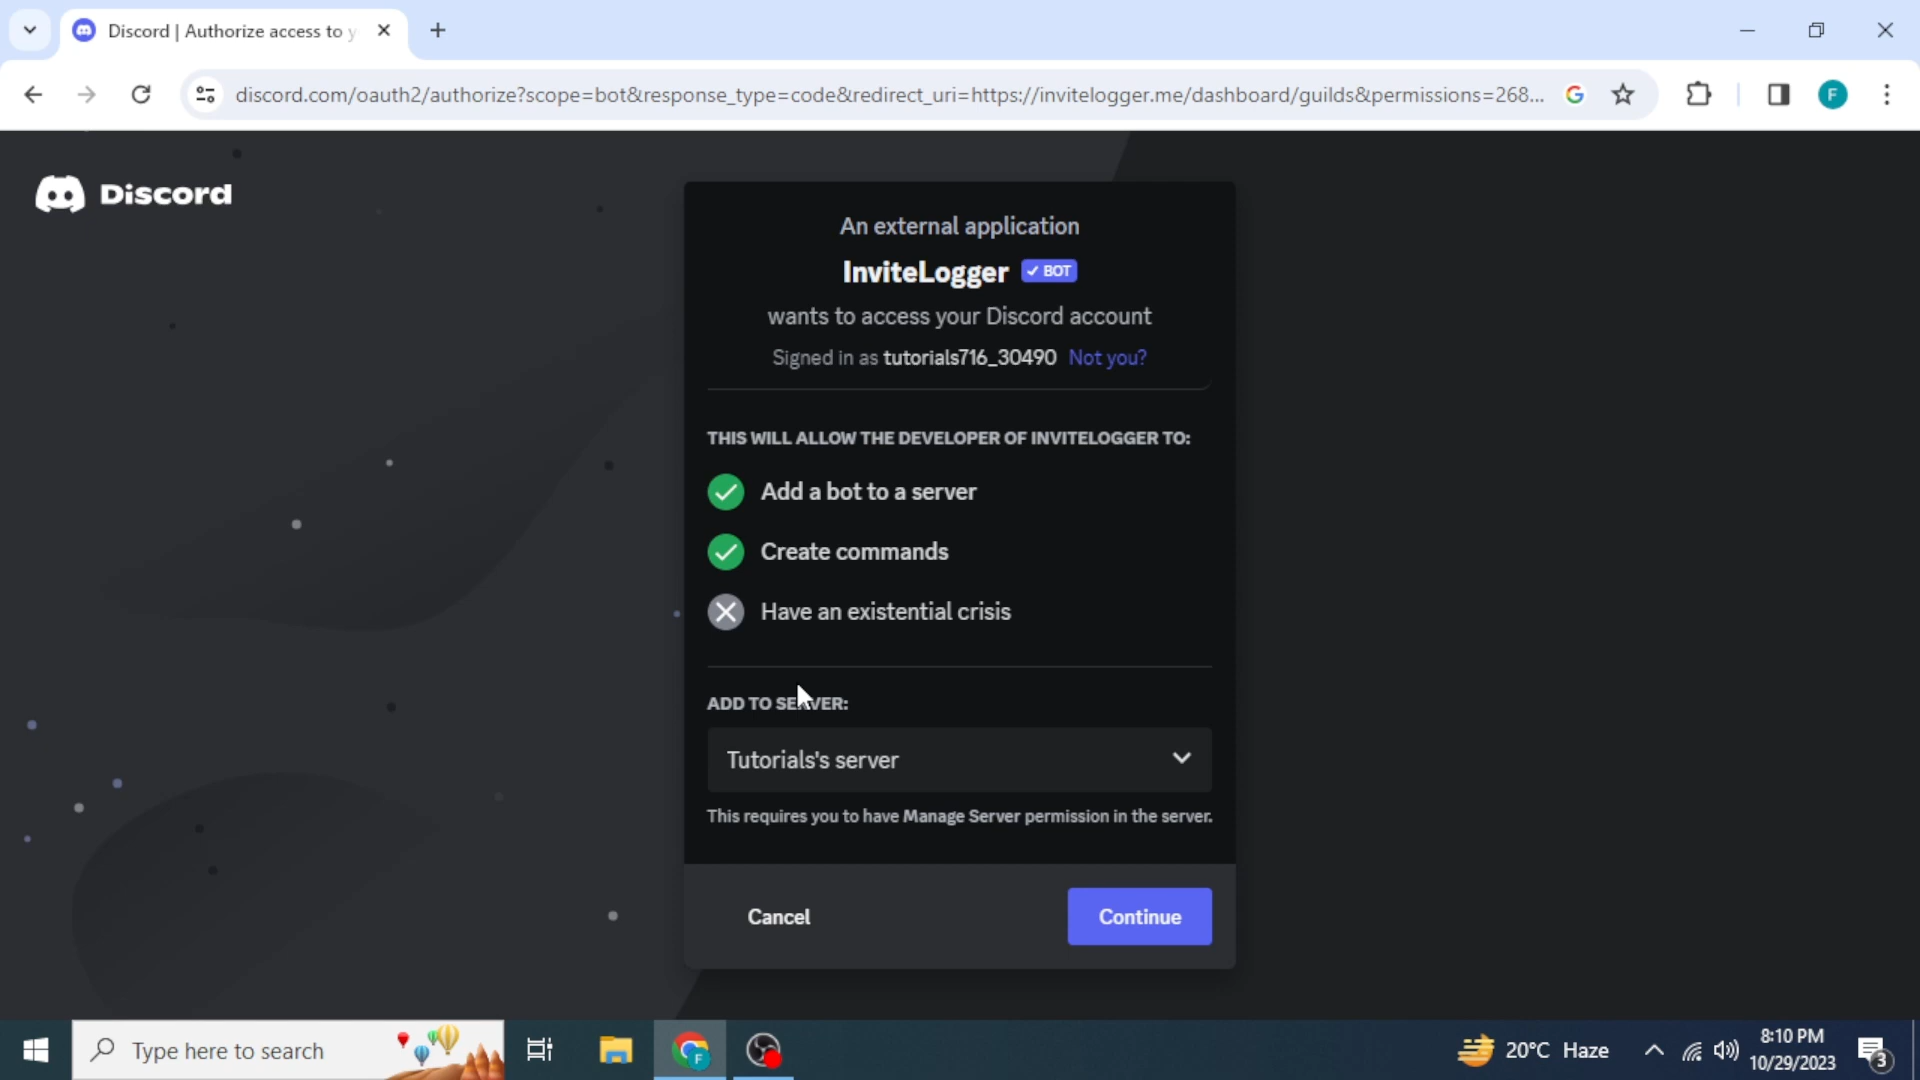 Discord | Authorize access to y
discord.com/oauth2/authorize?scope=bot&response_type=code&redirect_uri=https://invitelogger.me/dashboard/guilds&permissions=268...
F
Discord
An external application
InviteLogger BOT
wants to access your Discord account
Signed in as tutorials716_30490 Not you?
THIS WILL ALLOW THE DEVELOPER OF INVITELOGGER TO:
Add a bot to a server
Create commands
Have an existential crisis
ADD TO SERVER:
Tutorials's server
This requires you to have Manage Server permission in the server.
Cancel
Continue
Type here to search
F
20°C Haze
8:10 PM
10/29/2023
3